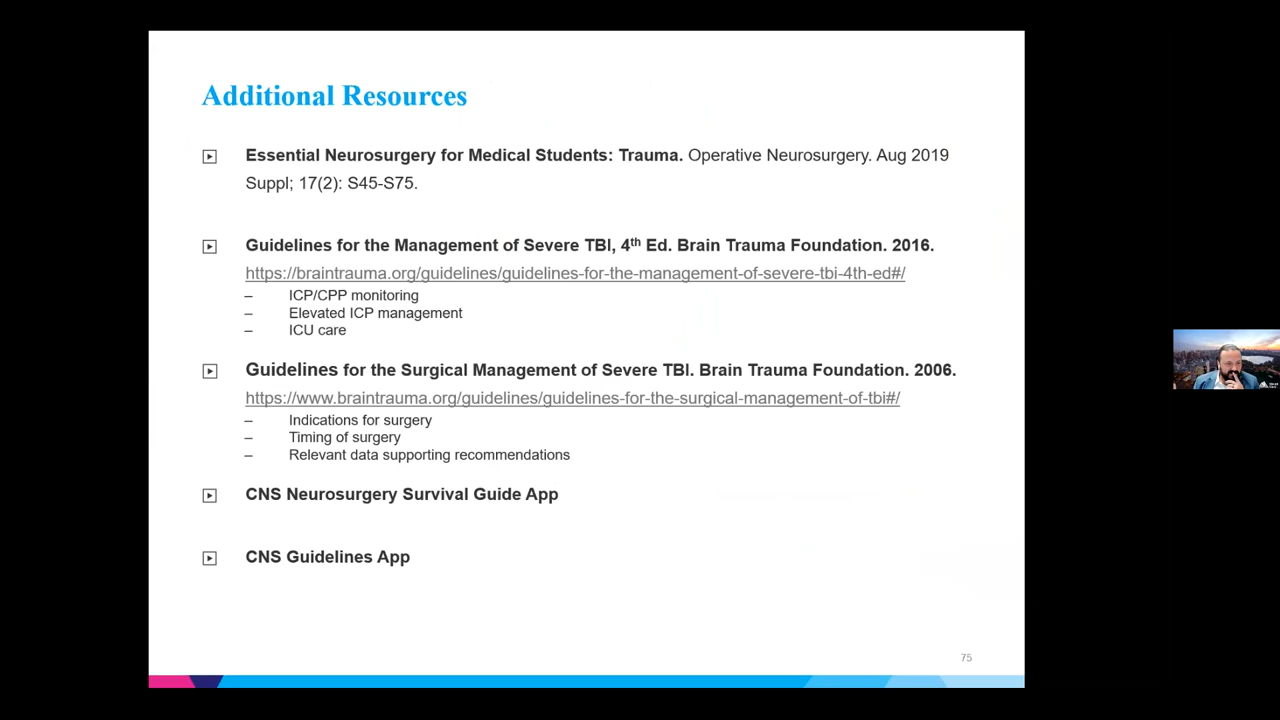 Additional Resources
Essential Neurosurgery for Medical Students: Trauma. Operative Neurosurgery. Aug 2019
Suppl; 17(2): S45-S75.
Guidelines for the Management of Severe TBI, 4th Ed. Brain Trauma Foundation. 2016.
https://braintrauma.org/guidelines/guidelines-for-the-management-of-severe-tbi-4th-ed#/
– ICP/CPP monitoring
– Elevated ICP management
– ICU care
Guidelines for the Surgical Management of Severe TBI. Brain Trauma Foundation. 2006.
https://www.braintrauma.org/guidelines/guidelines-for-the-surgical-management-of-tbi#/
– Indications for surgery
– Timing of surgery
– Relevant data supporting recommendations
CNS Neurosurgery Survival Guide App
CNS Guidelines App
75